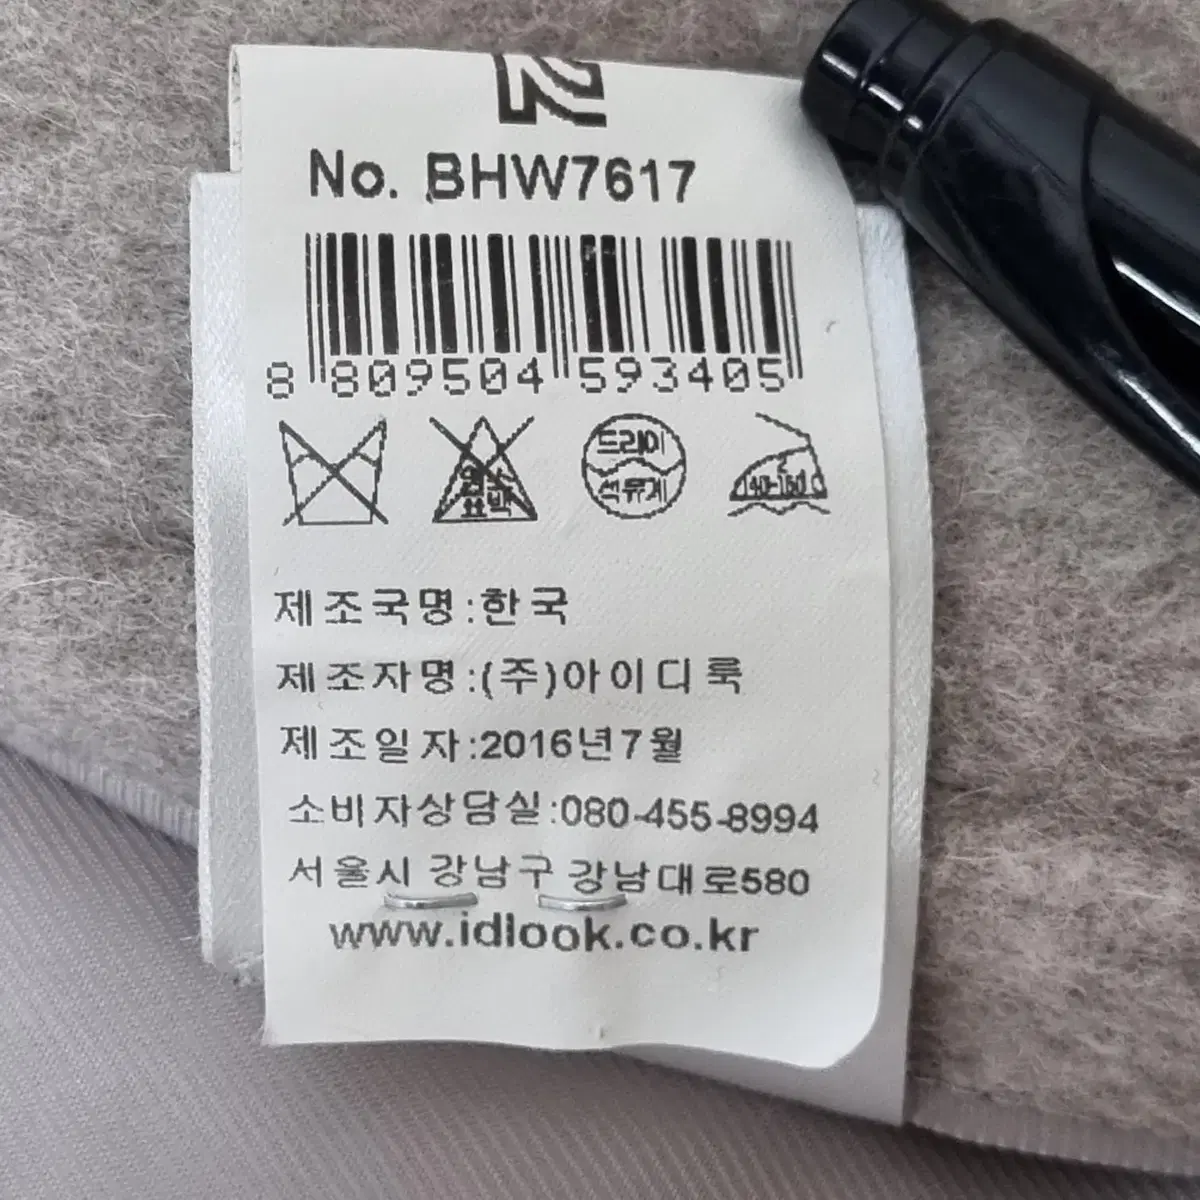 No. BHW7617
8 809504 593405
드라이
석유계
제조국명:한국
제조자명:(주)아이디룩
제조일자:2016년7월
소비자상담실:080-455-8994
서울시 강남구 강남대로580
www.idlook.co.kr